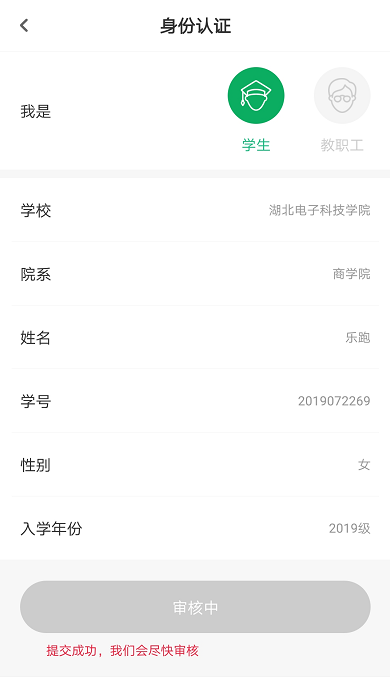 身份认证
我是
学生
教职工
学校
湖北电子科技学院
院系
商学院
姓名
乐跑
学号
2019072269
性别
女
入学年份
2019级
审核中
提交成功，我们会尽快审核